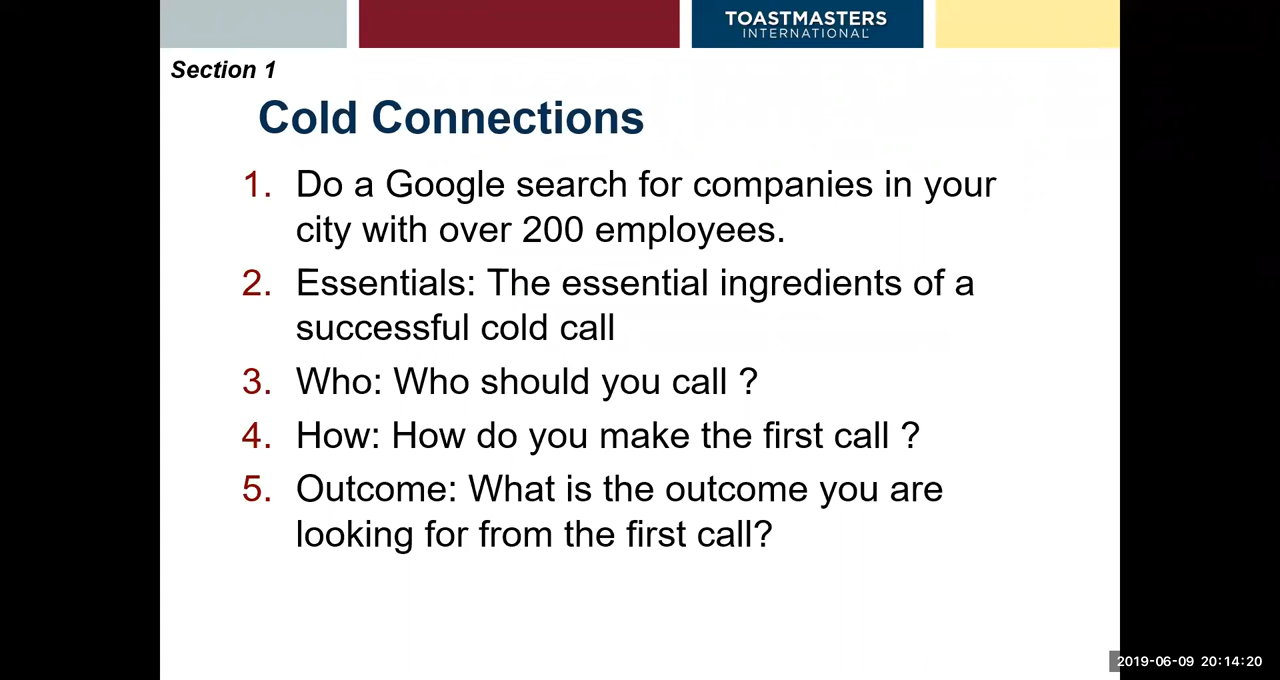 TOASTMASTERS
INTERNATIONAL
Section 1
Cold Connections
1. Do a Google search for companies in your
city with over 200 employees.
2. Essentials: The essential ingredients of a
successful cold call
3. Who: Who should you call ?
4. How: How do you make the first call ?
5. Outcome: What is the outcome you are
looking for from the first call?
2019-06-09 20:14:20